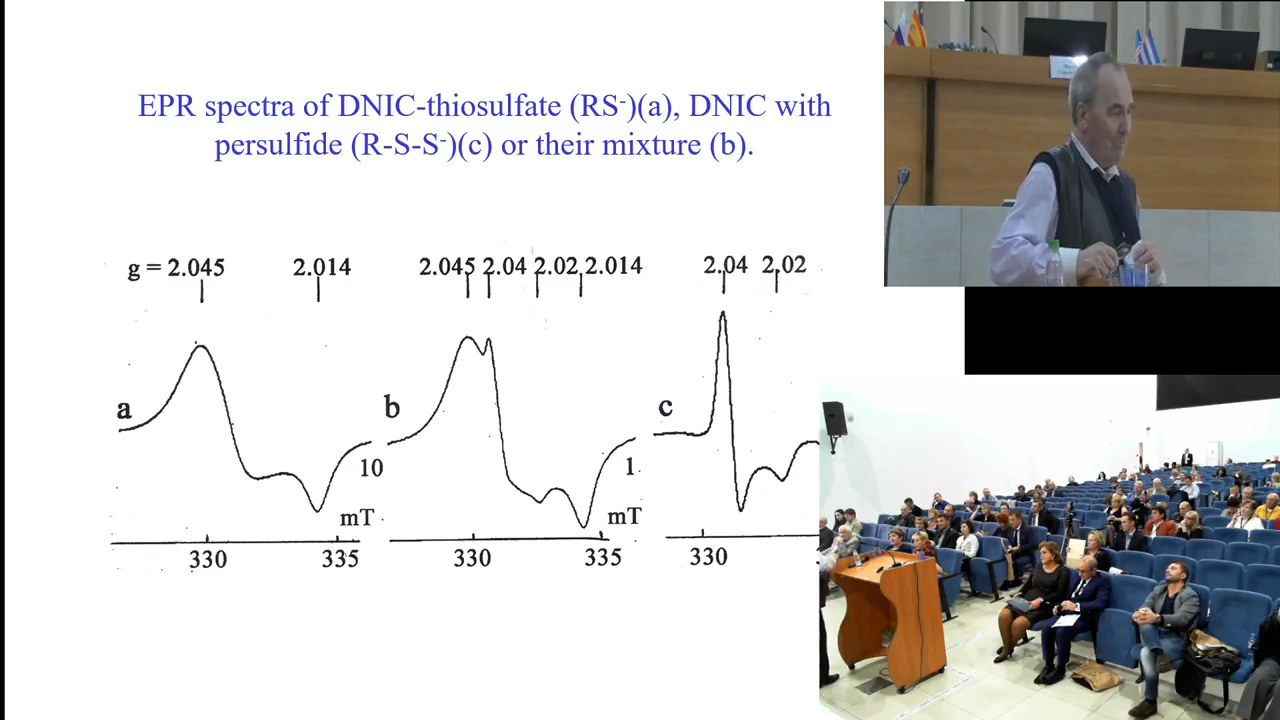 EPR spectra of DNIC-thiosulfate (RS⁻)(a), DNIC with
persulfide (R-S-S⁻)(c) or their mixture (b).
g = 2.045 2.014
2.045 2.04 2.02 2.014
2.04 2.02
a
b
c
10
1
mT
mT
330 335
330 335
330